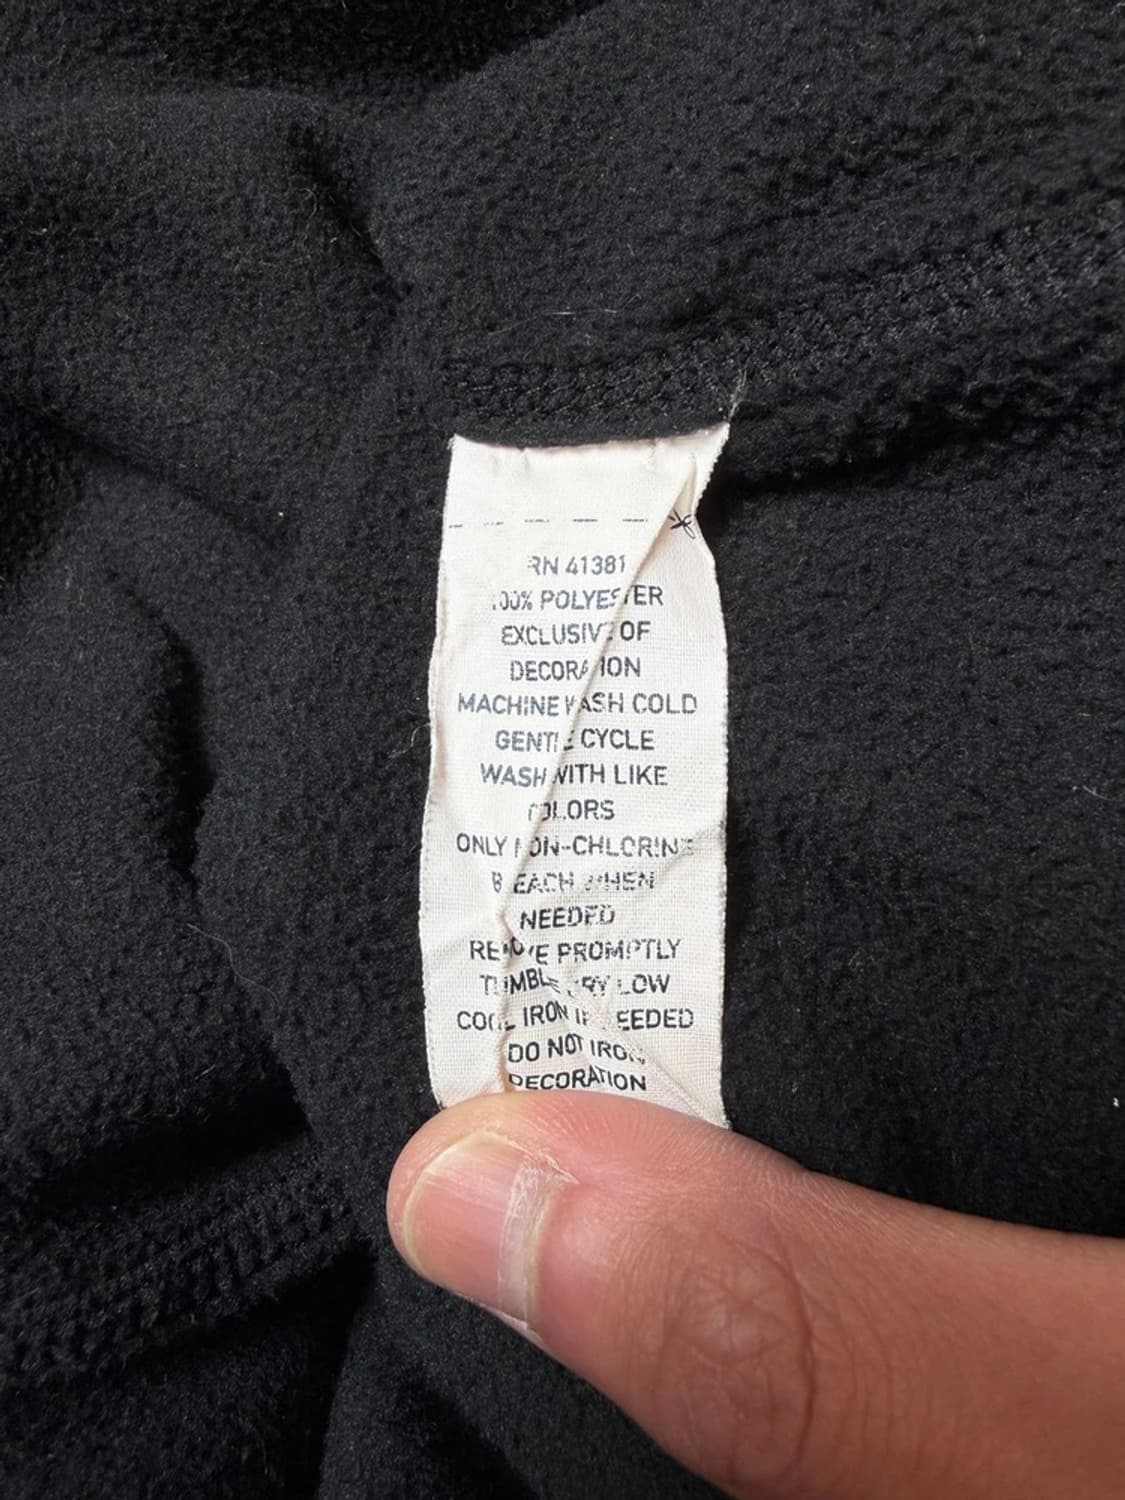 RN 41381
100% POLYESTER
EXCLUSIVE OF
DECORATION
MACHINE WASH COLD
GENTLE CYCLE
WASH WITH LIKE
COLORS
ONLY NON-CHLORINE
BLEACH WHEN
NEEDED
REMOVE PROMPTLY
TUMBLE DRY LOW
COOL IRON IF NEEDED
DO NOT IRON
DECORATION